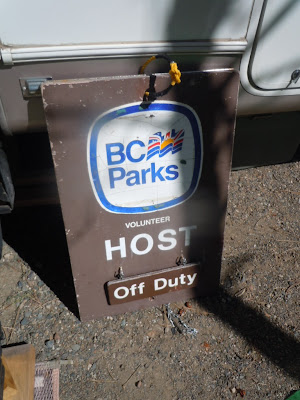 BC
Parks
VOLUNTEER
HOST
Off Duty